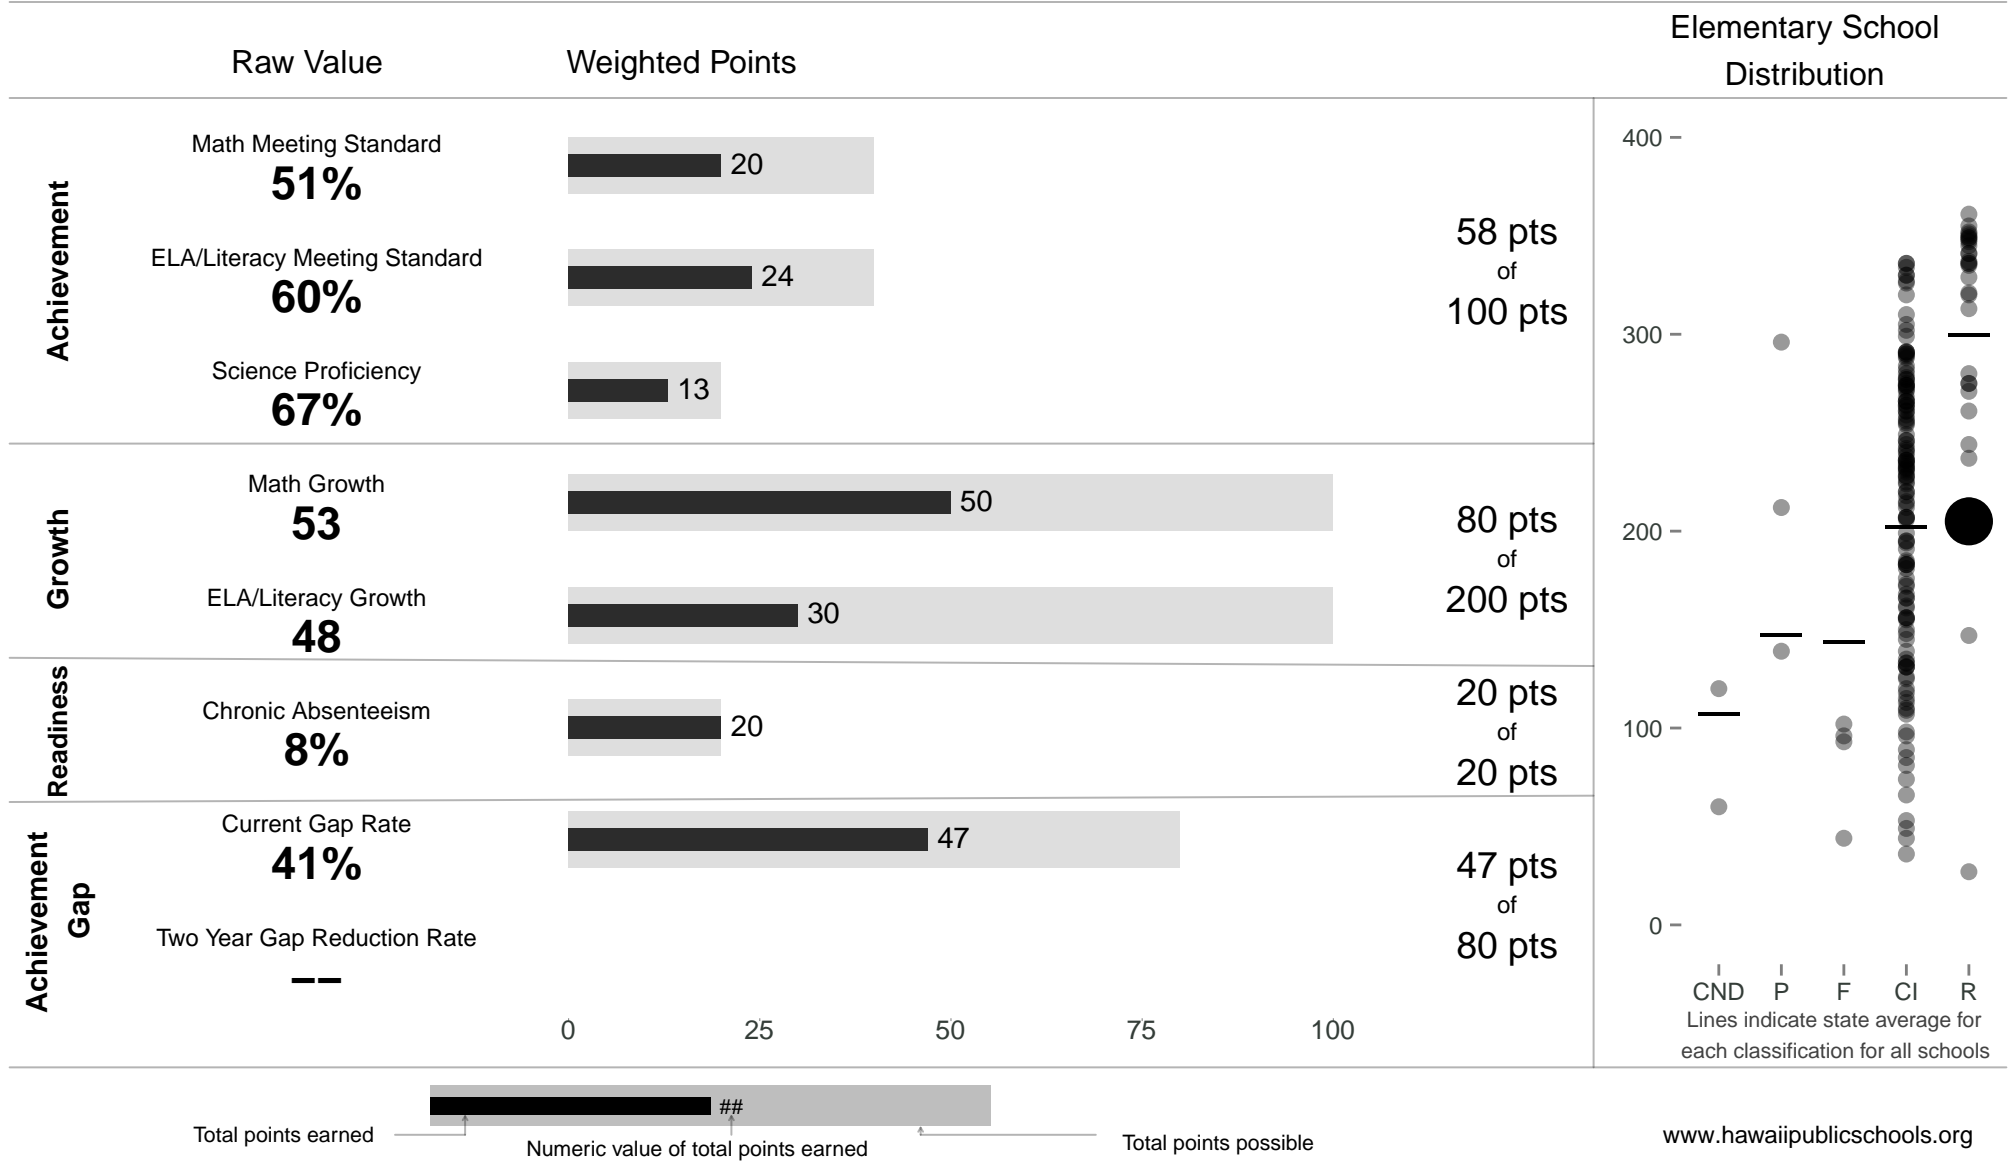 Raw Value
Weighted Points
Elementary School
Distribution
Achievement
Math Meeting Standard
51%
20
ELA/Literacy Meeting Standard
60%
24
Science Proficiency
67%
13
58 pts
of
100 pts
Growth
Math Growth
53
50
ELA/Literacy Growth
48
30
80 pts
of
200 pts
Readiness
Chronic Absenteeism
8%
20
20 pts
of
20 pts
Achievement
Gap
Current Gap Rate
41%
47
Two Year Gap Reduction Rate
−−
47 pts
of
80 pts
0 25 50 75 100
400
300
200
100
0
CND P F CI R
Lines indicate state average for
each classification for all schools
Total points earned
##
Numeric value of total points earned
Total points possible
www.hawaiipublicschools.org